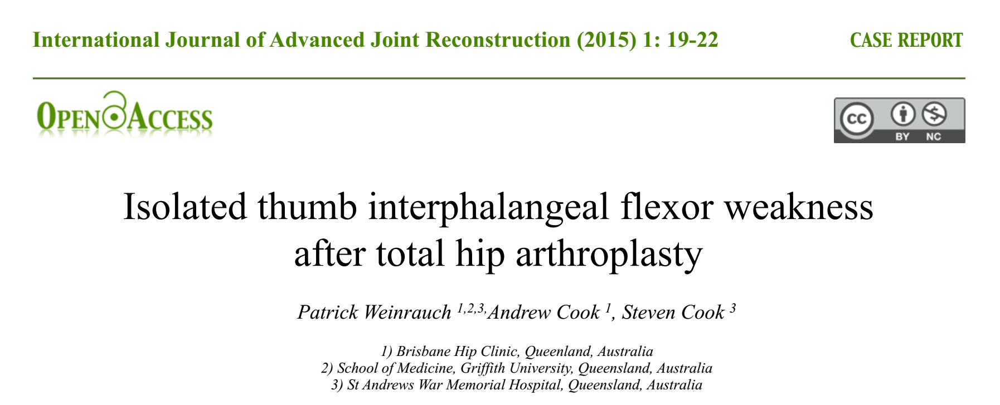 International Journal of Advanced Joint Reconstruction (2015) 1: 19-22 CASE REPORT
OPEN ACCESS
CC BY NC
Isolated thumb interphalangeal flexor weakness
after total hip arthroplasty
Patrick Weinrauch 1,2,3,Andrew Cook 1, Steven Cook 3
1) Brisbane Hip Clinic, Queenland, Australia
2) School of Medicine, Griffith University, Queensland, Australia
3) St Andrews War Memorial Hospital, Queensland, Australia